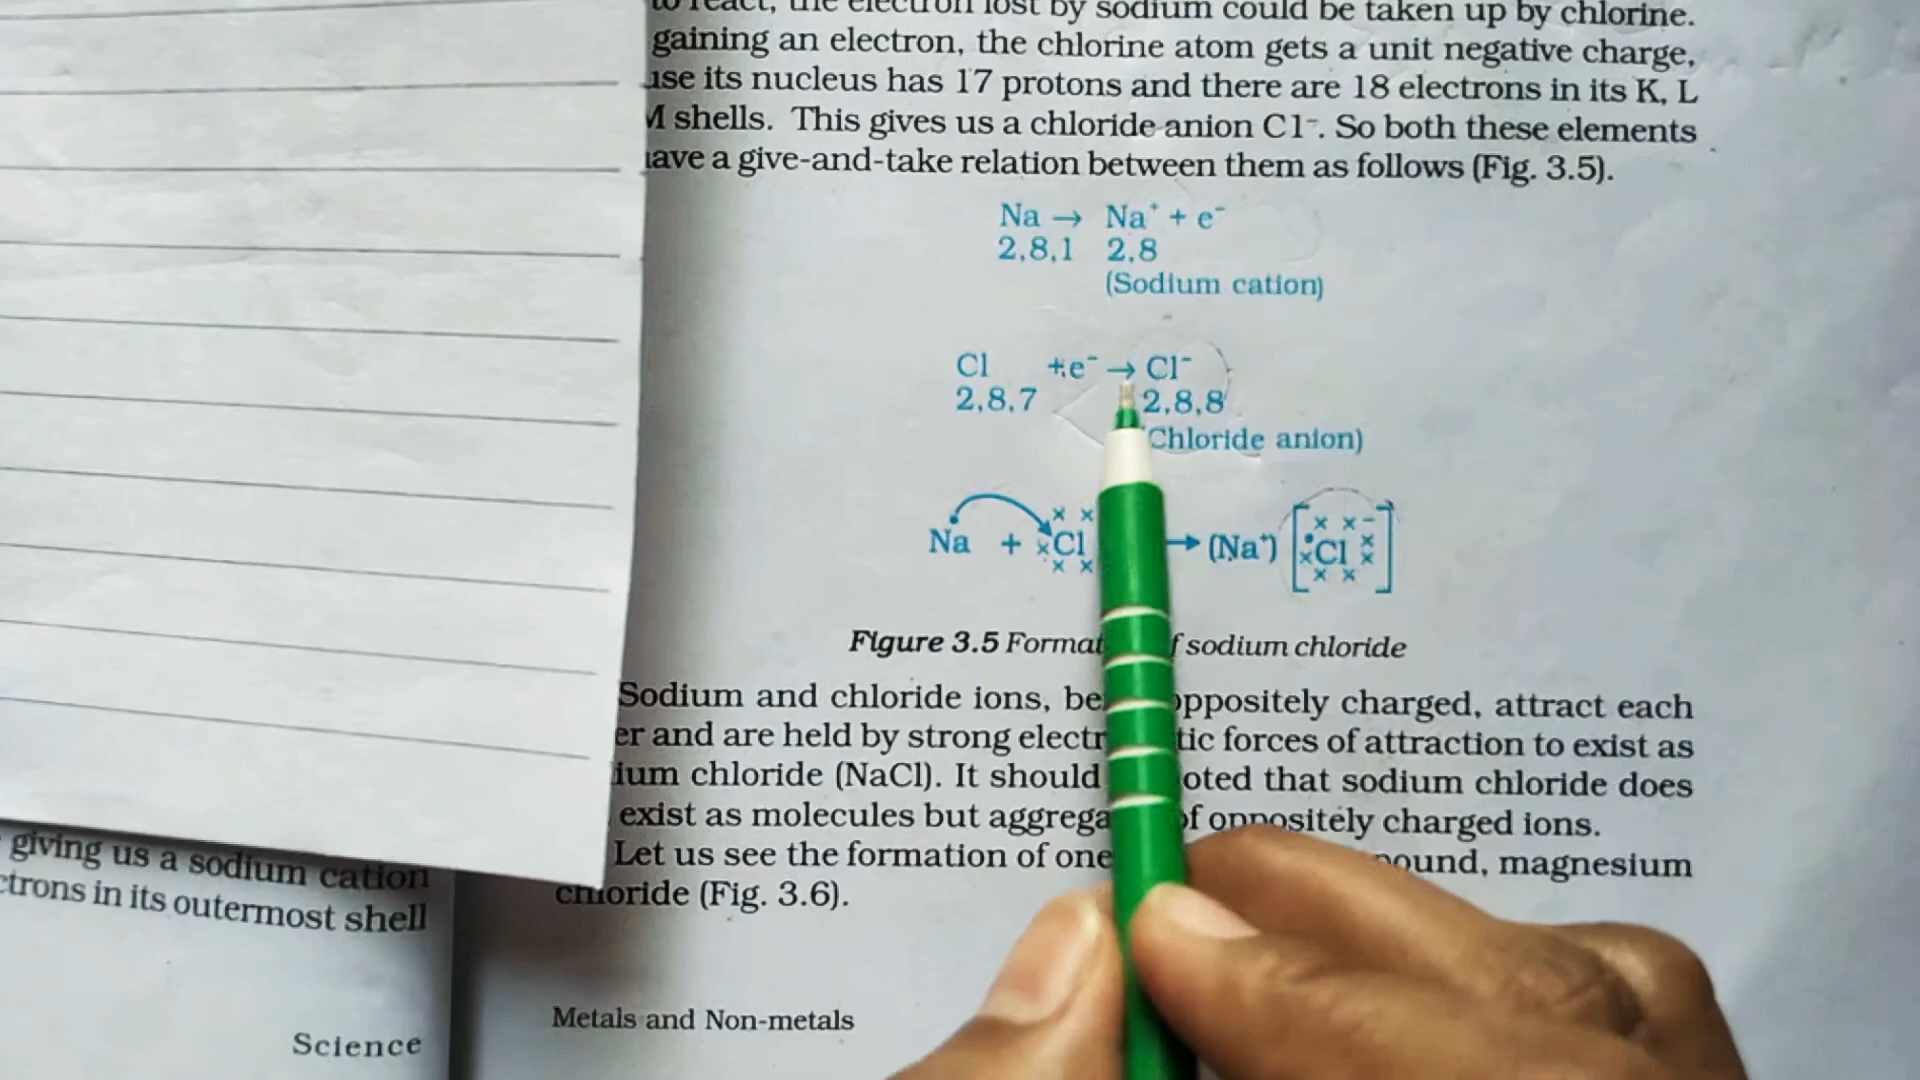 to react, the electron lost by sodium could be taken up by chlorine.
gaining an electron, the chlorine atom gets a unit negative charge,
use its nucleus has 17 protons and there are 18 electrons in its K, L
M shells. This gives us a chloride anion C1⁻. So both these elements
have a give-and-take relation between them as follows (Fig. 3.5).
Na → Na⁺ + e⁻
2,8,1 2,8
(Sodium cation)
Cl +e⁻ → Cl⁻
2,8,7 2,8,8
Chloride anion)
Na + Cl → (Na⁺) [Cl]⁻
Figure 3.5 Format f sodium chloride
Sodium and chloride ions, be oppositely charged, attract each
er and are held by strong electr tic forces of attraction to exist as
ium chloride (NaCl). It should oted that sodium chloride does
exist as molecules but aggrega of oppositely charged ions.
Let us see the formation of one ound, magnesium
chloride (Fig. 3.6).
Metals and Non-metals
giving us a sodium cation
ctrons in its outermost shell
Science